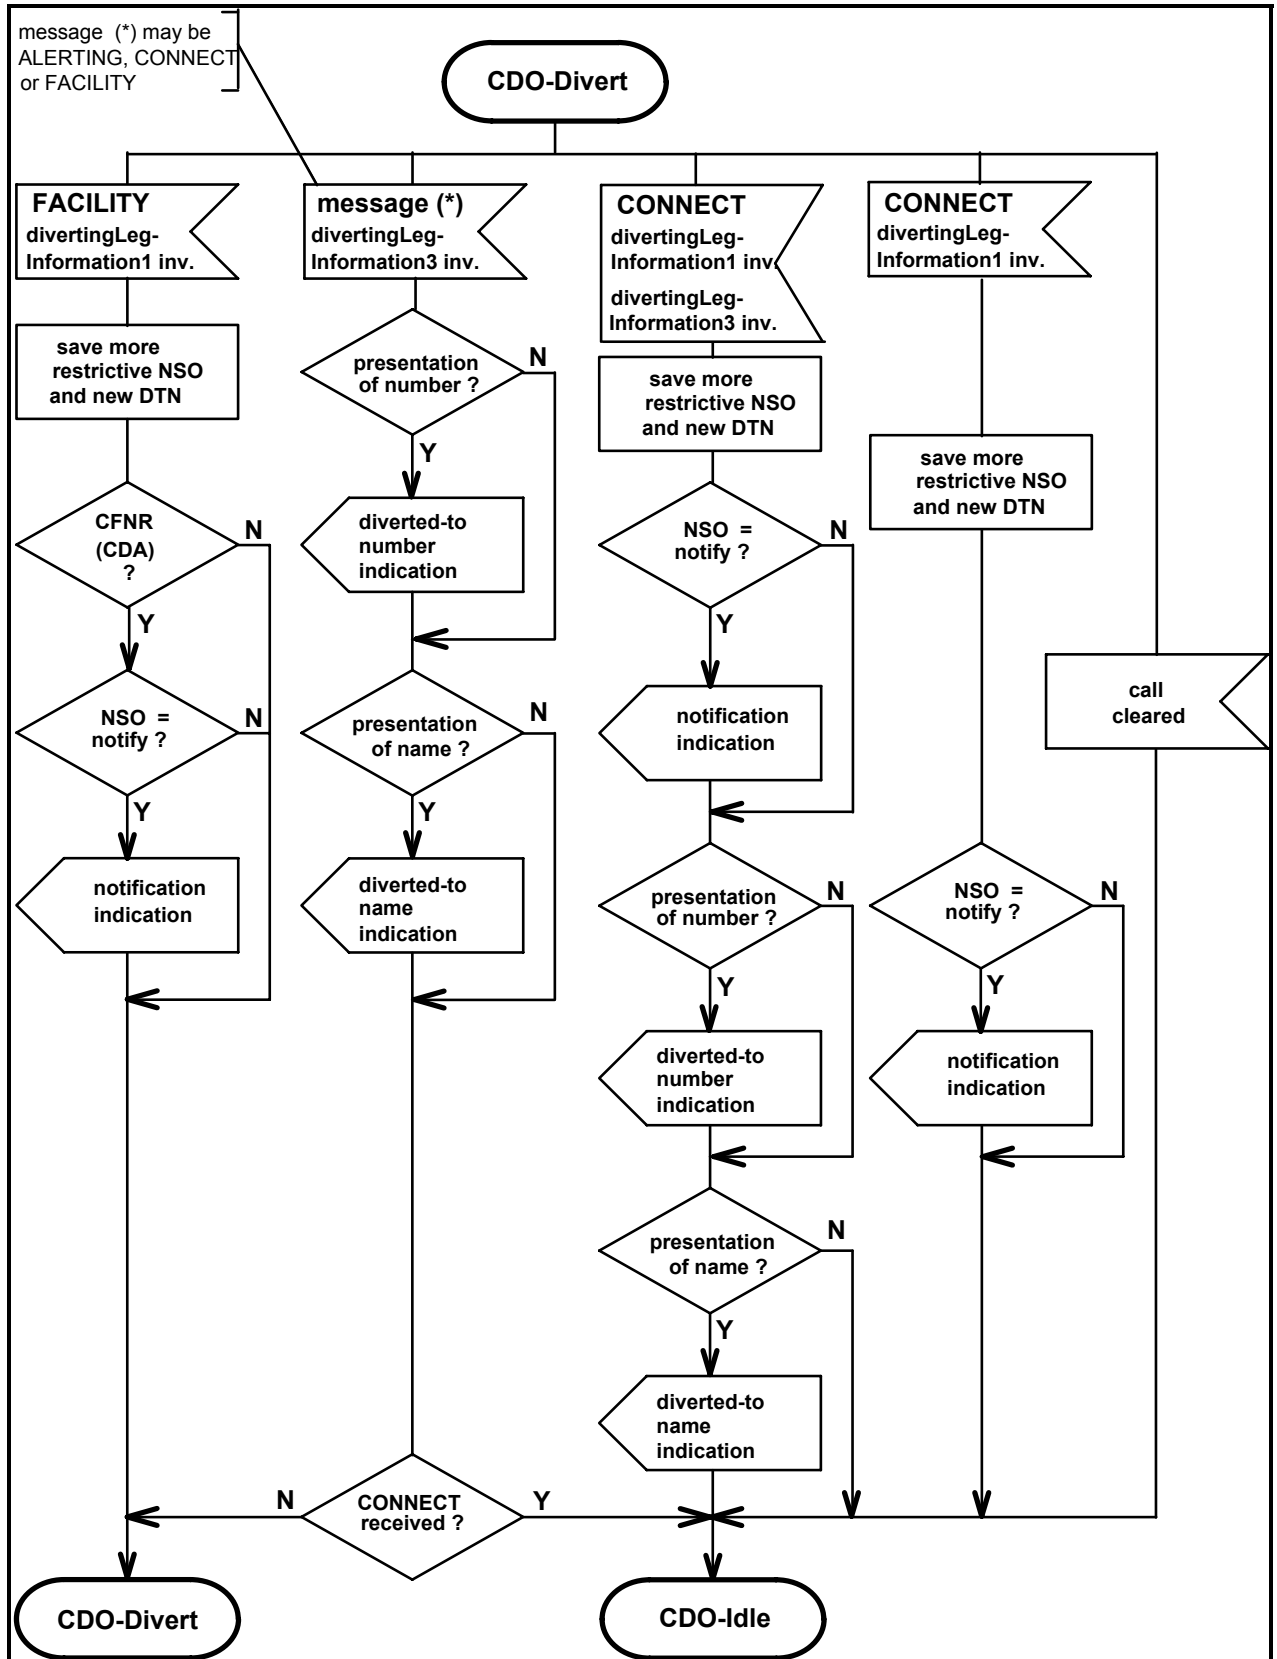 message (*) may be
ALERTING, CONNECT
or FACILITY
CDO-Divert
FACILITY
divertingLeg-
Information1 inv.
save more
restrictive NSO
and new DTN
CFNR
(CDA)
?
N
Y
NSO =
notify ?
N
Y
notification
indication
message (*)
divertingLeg-
Information3 inv.
presentation
of number ?
N
Y
diverted-to
number
indication
presentation
of name ?
N
Y
diverted-to
name
indication
CONNECT
received ?
N
Y
CONNECT
divertingLeg-
Information1 inv.
divertingLeg-
Information3 inv.
save more
restrictive NSO
and new DTN
NSO =
notify ?
N
Y
notification
indication
presentation
of number ?
N
Y
diverted-to
number
indication
presentation
of name ?
N
Y
diverted-to
name
indication
CONNECT
divertingLeg-
Information1 inv.
save more
restrictive NSO
and new DTN
NSO =
notify ?
N
Y
notification
indication
call
cleared
CDO-Divert
CDO-Idle